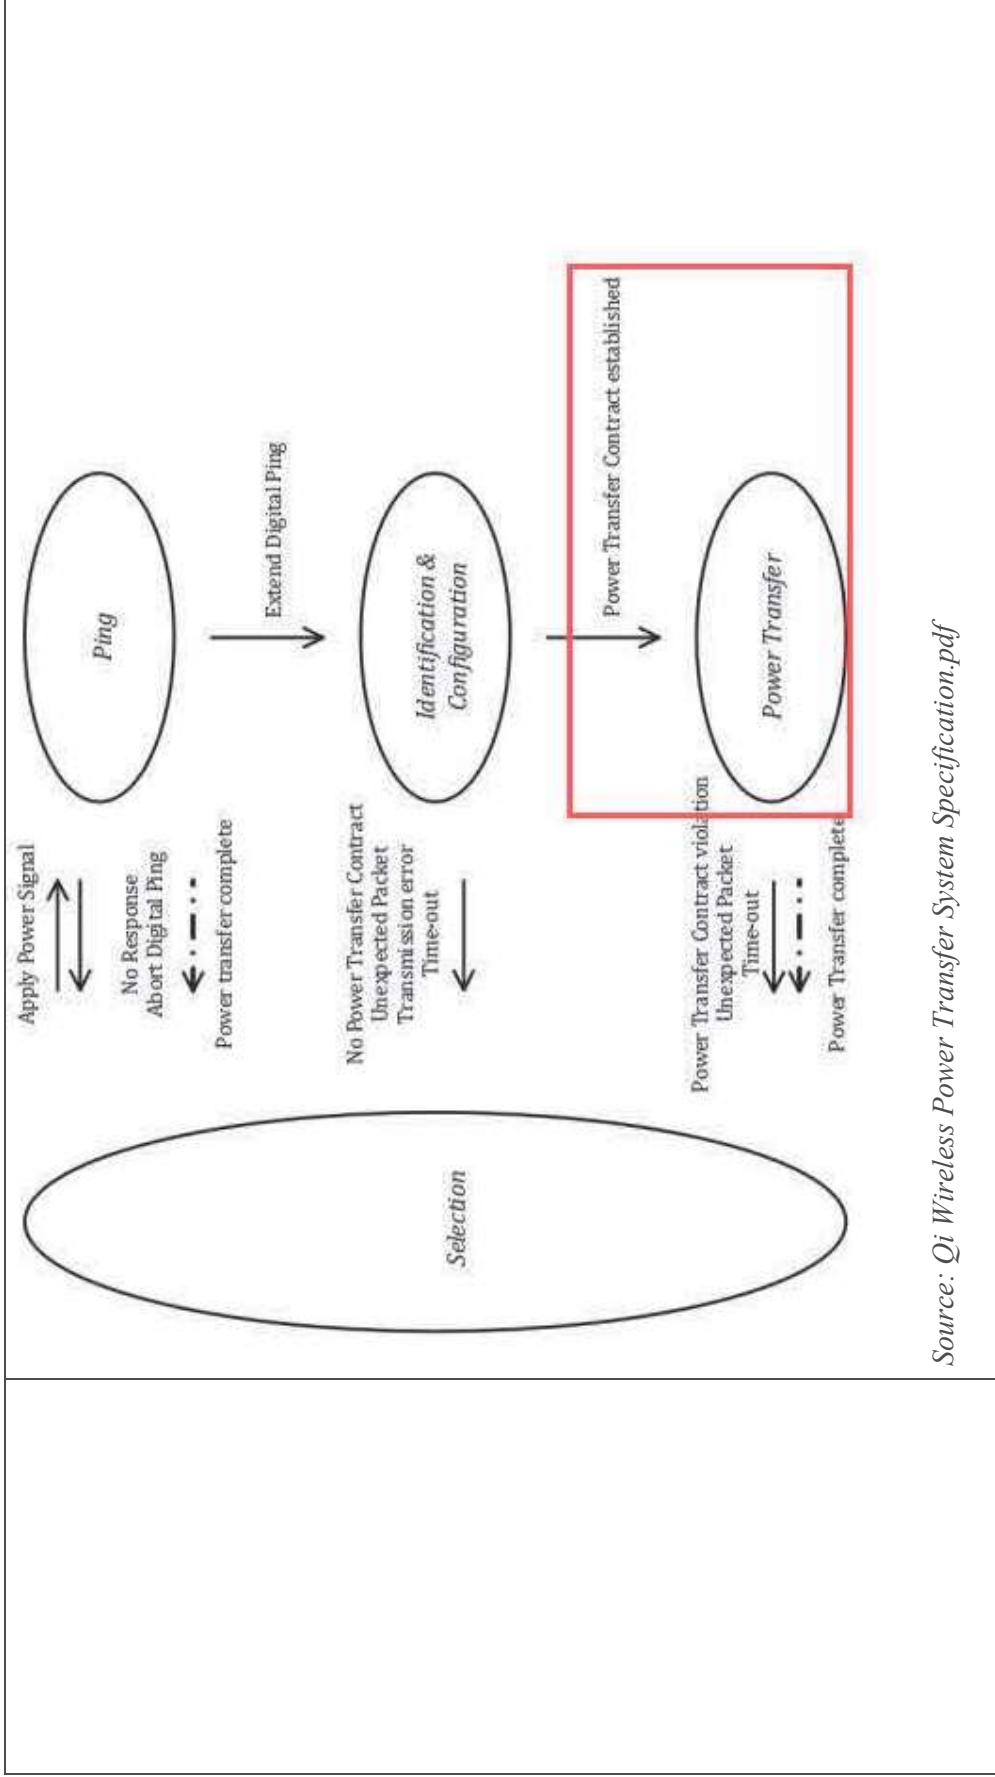 Apply Power Signal
Ping
No Response
Abort Digital Ping
Power transfer complete
Extend Digital Ping
No Power Transfer Contract
Unexpected Packet
Transmission error
Time-out
Identification &
Configuration
Selection
Power Transfer Contract established
Power Transfer Contract violation
Unexpected Packet
Time-out
Power Transfer
Power Transfer complete
Source: Qi Wireless Power Transfer System Specification.pdf